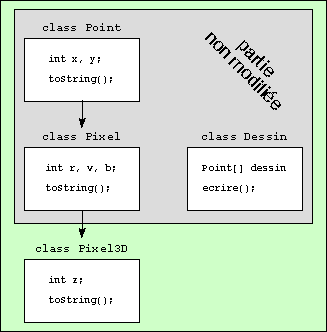 class Point
int x, y;
toString();
partie
non modifiée
class Pixel
int r, v, b;
toString();
class Dessin
Point[] dessin
ecrire();
class Pixel3D
int z;
toString();